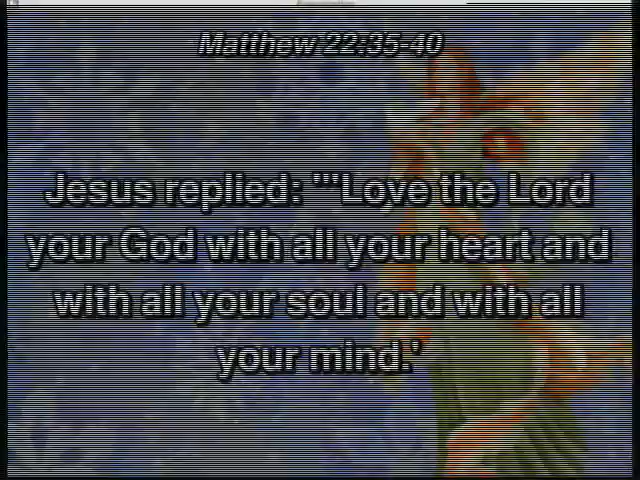 Matthew 22:35-40
Jesus replied: "'Love the Lord
your God with all your heart and
with all your soul and with all
your mind.'